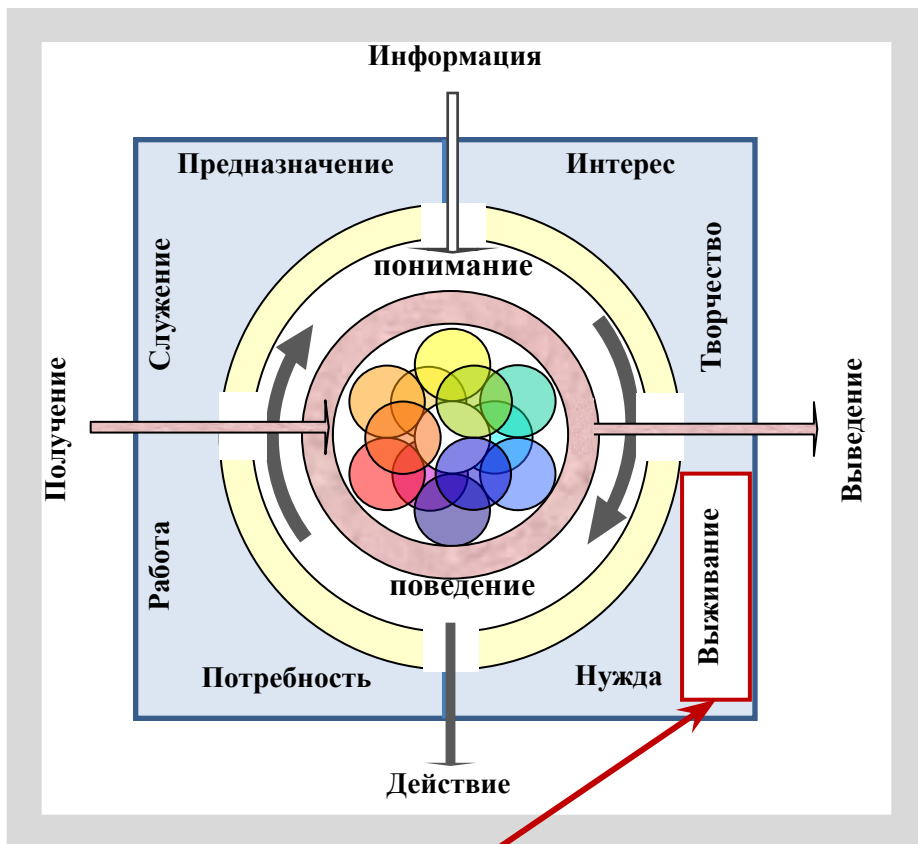 Информация
Предназначение
Интерес
Служение
понимание
Творчество
Получение
Выведение
Работа
поведение
Выживание
Потребность
Нужда
Действие